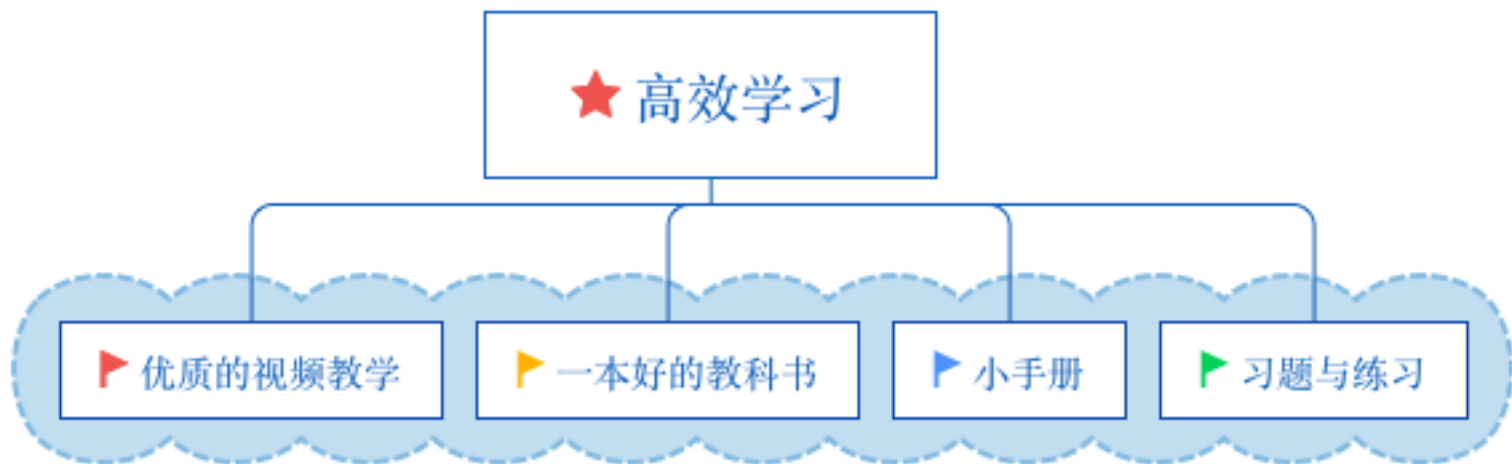 高效学习
优质的视频教学
一本好的教科书
小手册
习题与练习